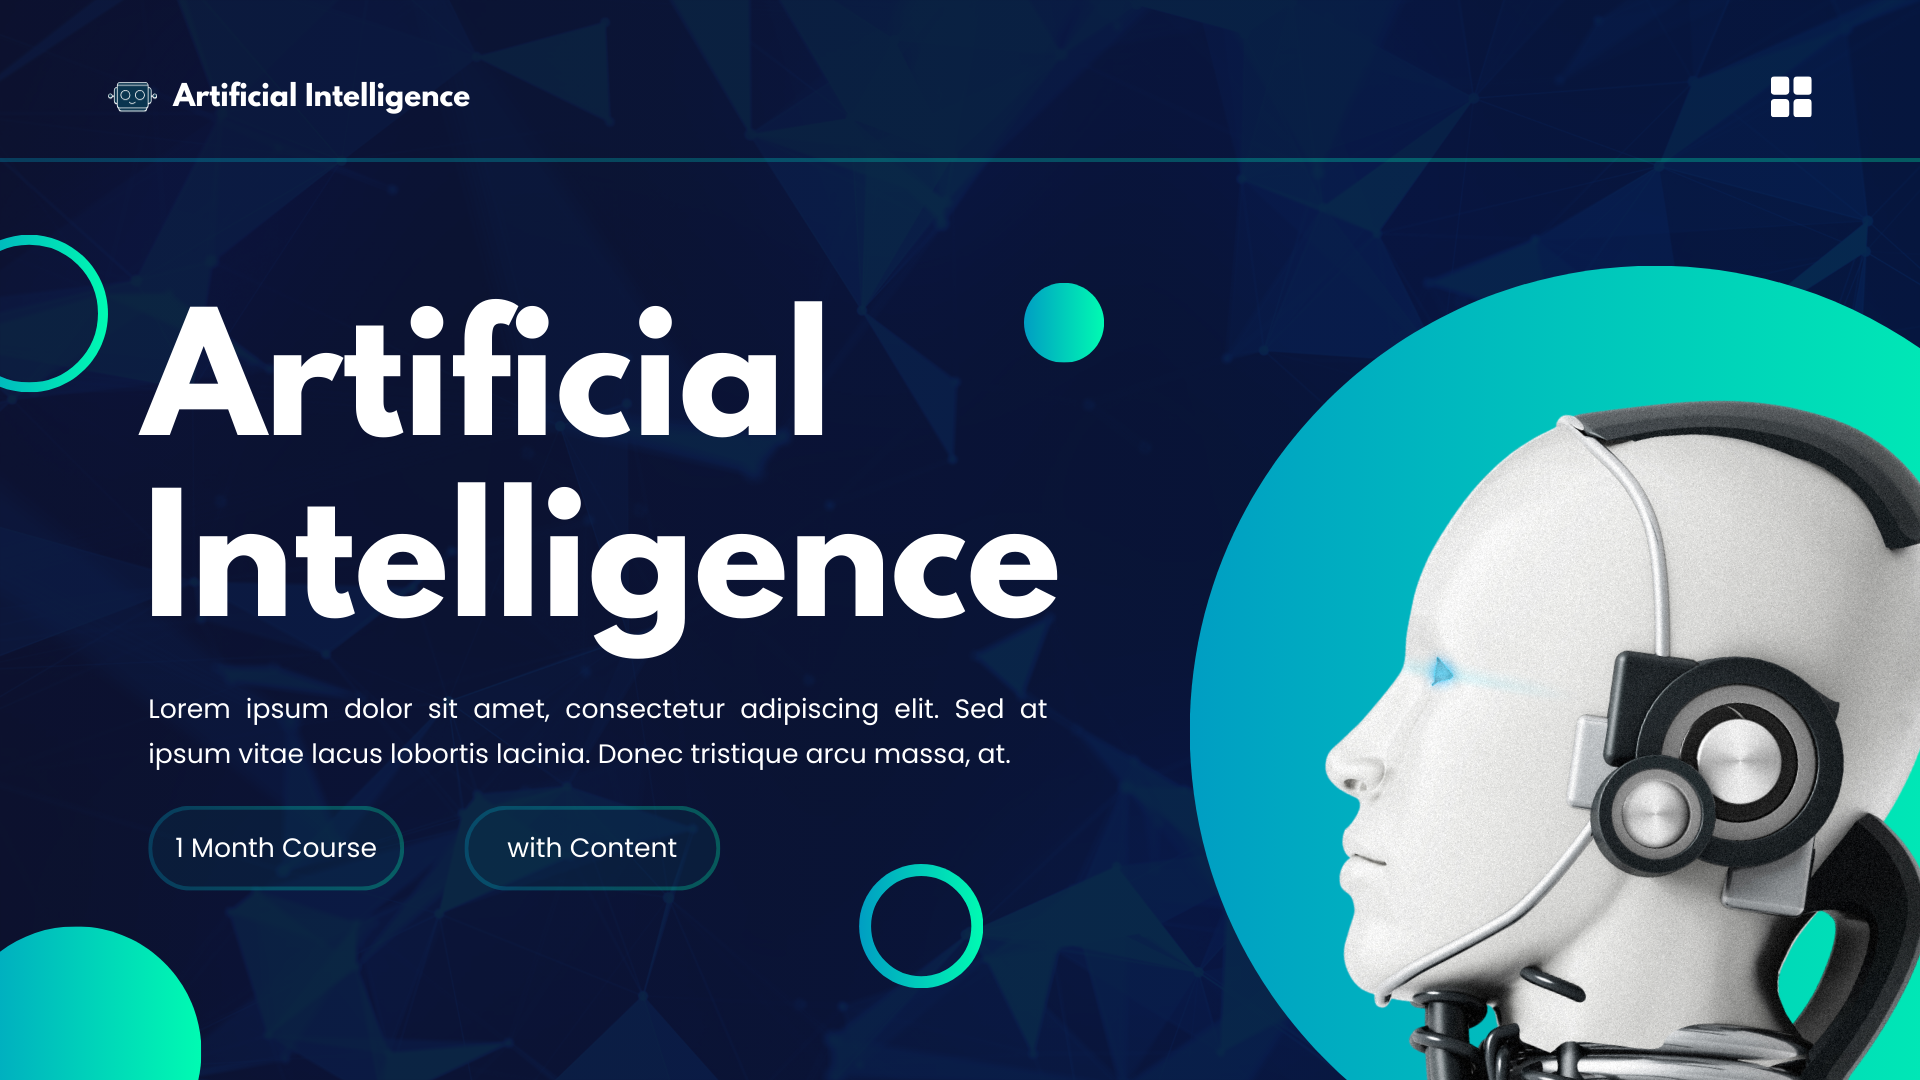 Artificial Intelligence
Artificial
Intelligence
Lorem ipsum dolor sit amet, consectetur adipiscing elit. Sed at
ipsum vitae lacus lobortis lacinia. Donec tristique arcu massa, at.
1 Month Course
with Content